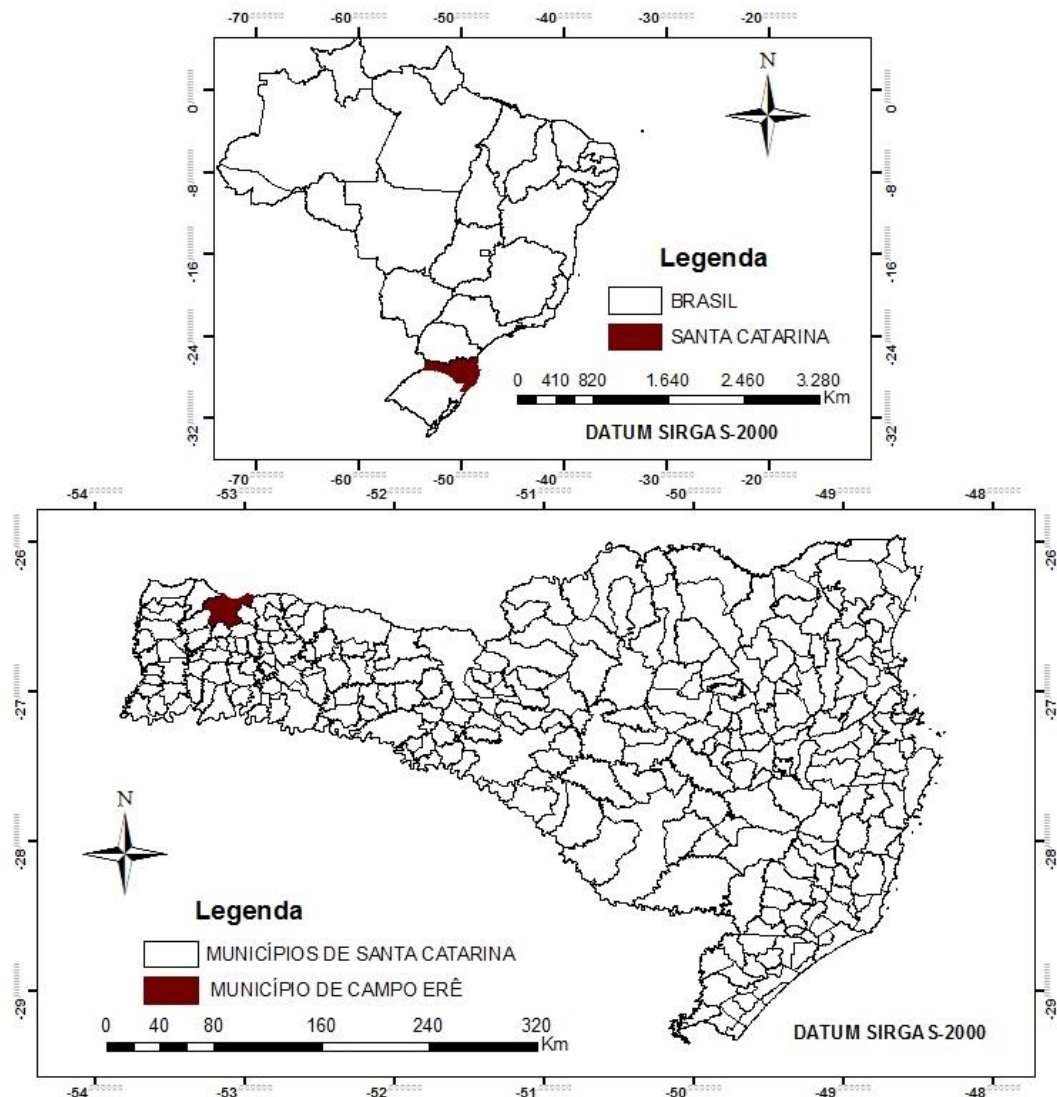 -70 -60 -50 -40 -30 -20
N
0
-8
-16
-24
-32
0
-8
-16
-24
-32
Legenda
BRASIL
SANTA CATARINA
0 410 820 1.640 2.460 3.280
Km
DATUM SIRGAS-2000
-70 -60 -50 -40 -30 -20
-54 -53 -52 -51 -50 -49 -48
-26
-27
-28
-29
-26
-27
-28
-29
N
Legenda
MUNICÍPIOS DE SANTA CATARINA
MUNICÍPIO DE CAMPO ERÊ
0 20 40 80 160 240 320
Km
DATUM SIRGAS-2000
-54 -53 -52 -51 -50 -49 -48